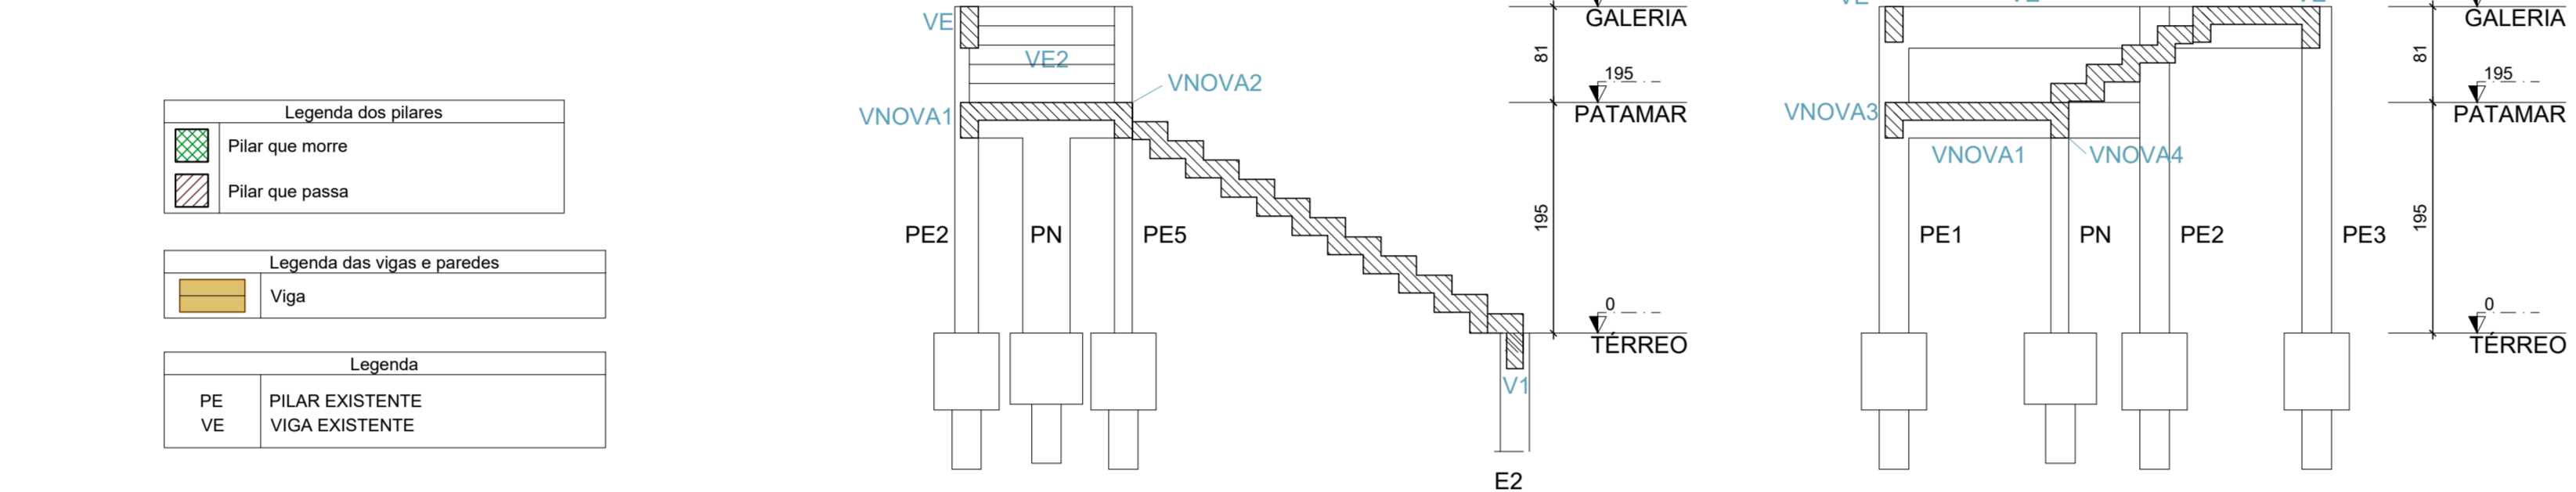 Legenda dos pilares
Pilar que morre
Pilar que passa
Legenda das vigas e paredes
Viga
Legenda
PE PILAR EXISTENTE
VE VIGA EXISTENTE
VE
VE2
VNOVA2
VNOVA1
PE2 PN PE5
V1
E2
GALERIA
81
195
PATAMAR
195
0
TÉRREO
VNOVA3
VNOVA1
VNOVA4
PE1 PN PE2 PE3
GALERIA
81
195
PATAMAR
195
0
TÉRREO